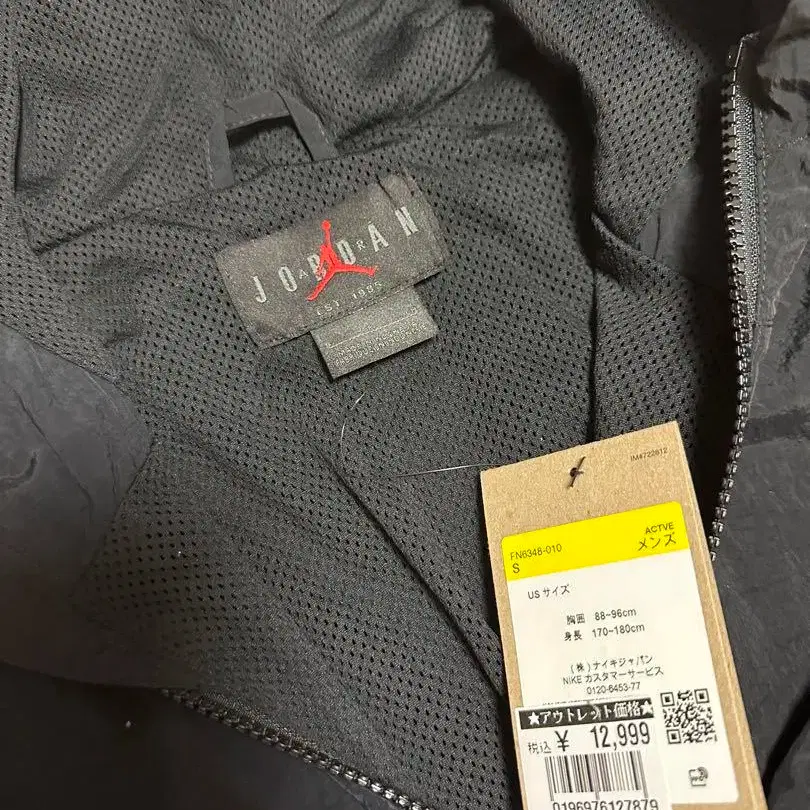 JORDAN
AIR
EST. 1985
IM#722812
FN6348-010
ACTVE
S
メンズ
USサイズ
胸囲 88~96cm
身長 170~180cm
(株)ナイキジャパン
NIKE カスタマーサービス
0120-6453-77
★アウトレット価格★
税込 ¥ 12,999
0196976127879